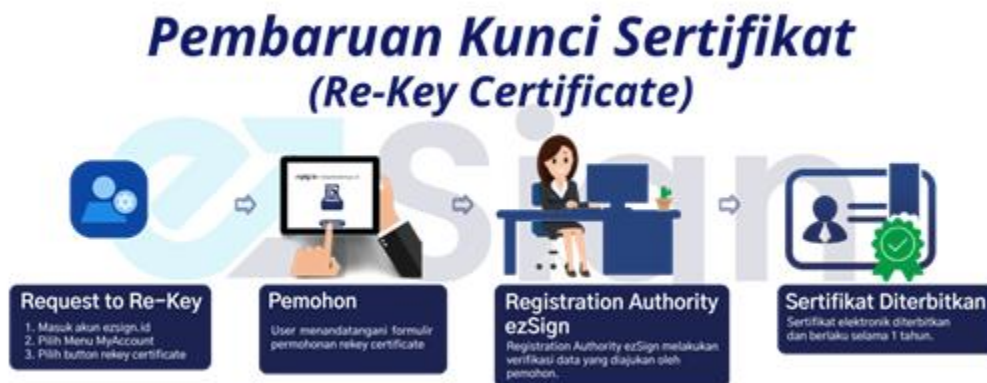 Pembaruan Kunci Sertifikat
(Re-Key Certificate)
ezSign
Request to Re-Key
1. Masuk akun ezsign.id
2. Pilih Menu MyAccount
3. Pilih button rekey certificate
Pemohon
User menandatangani formulir
permohonan rekey certificate
Registration Authority
ezSign
Registration Authority ezSign melakukan
verifikasi data yang diajukan oleh
pemohon.
Sertifikat Diterbitkan
Sertifikat elektronik diterbitkan
dan berlaku selama 1 tahun.